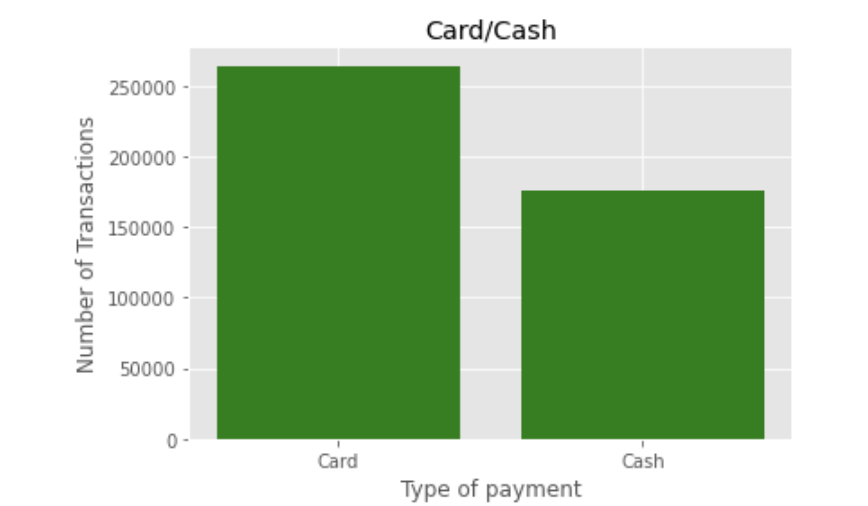 Card/Cash
Number of Transactions
250000
200000
150000
100000
50000
0
Card Cash
Type of payment